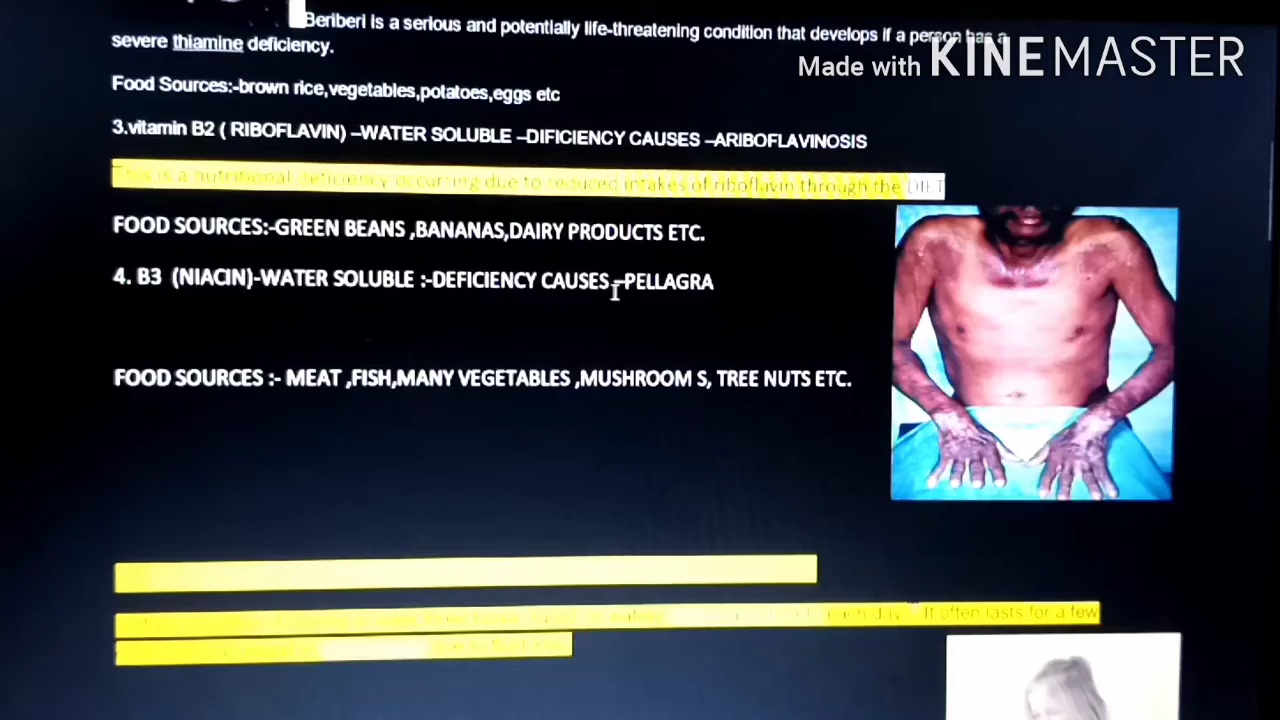 Beriberi is a serious and potentially life-threatening condition that develops if a person has a
severe thiamine deficiency.
Made with KINEMASTER
Food Sources:-brown rice,vegetables,potatoes,eggs etc
3.vitamin B2 ( RIBOFLAVIN) –WATER SOLUBLE –DIFICIENCY CAUSES –ARIBOFLAVINOSIS
This is a nutritional deficiency occurring due to reduced intakes of riboflavin through the DIET
FOOD SOURCES:-GREEN BEANS ,BANANAS,DAIRY PRODUCTS ETC.
4. B3 (NIACIN)-WATER SOLUBLE :-DEFICIENCY CAUSES –PELLAGRA
FOOD SOURCES :- MEAT ,FISH,MANY VEGETABLES ,MUSHROOM S, TREE NUTS ETC.
each day. It often lasts for a few